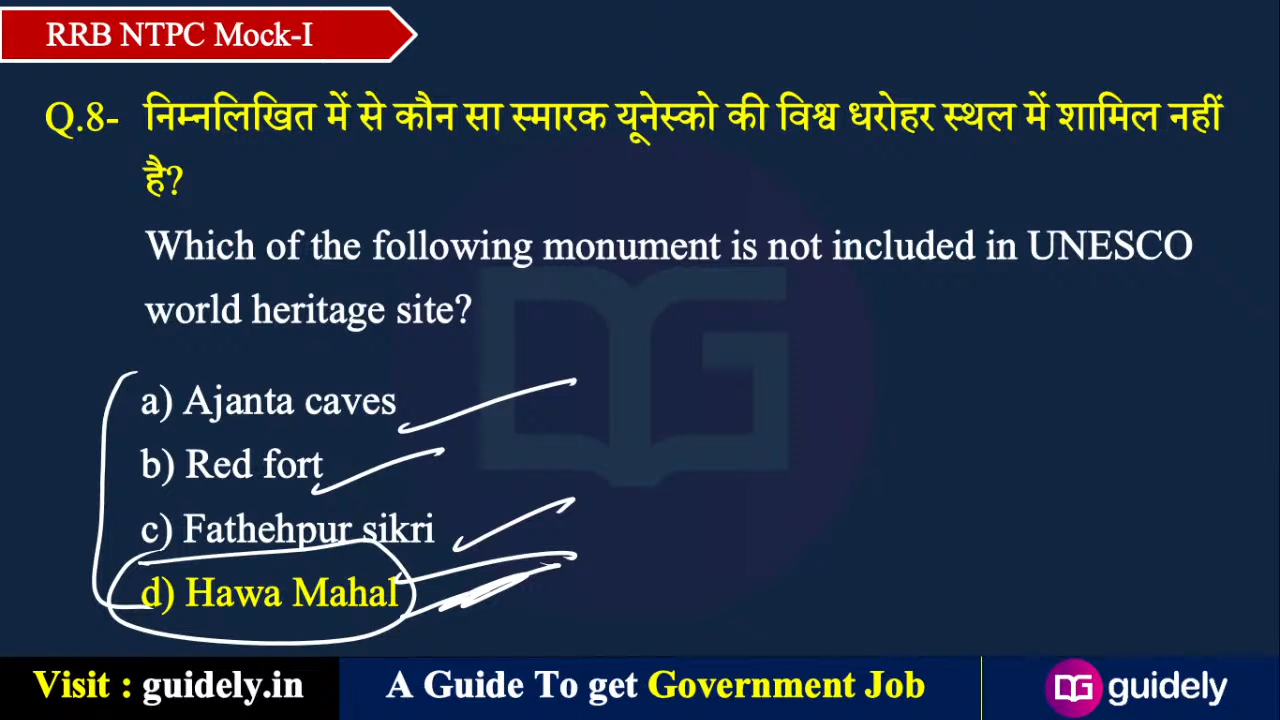 RRB NTPC Mock-I
Q.8- निम्नलिखित में से कौन सा स्मारक यूनेस्को की विश्व धरोहर स्थल में शामिल नहीं
है?
Which of the following monument is not included in UNESCO
world heritage site?
a) Ajanta caves
b) Red fort
c) Fathehpur sikri
d) Hawa Mahal
Visit : guidely.in
A Guide To get Government Job
DG guidely